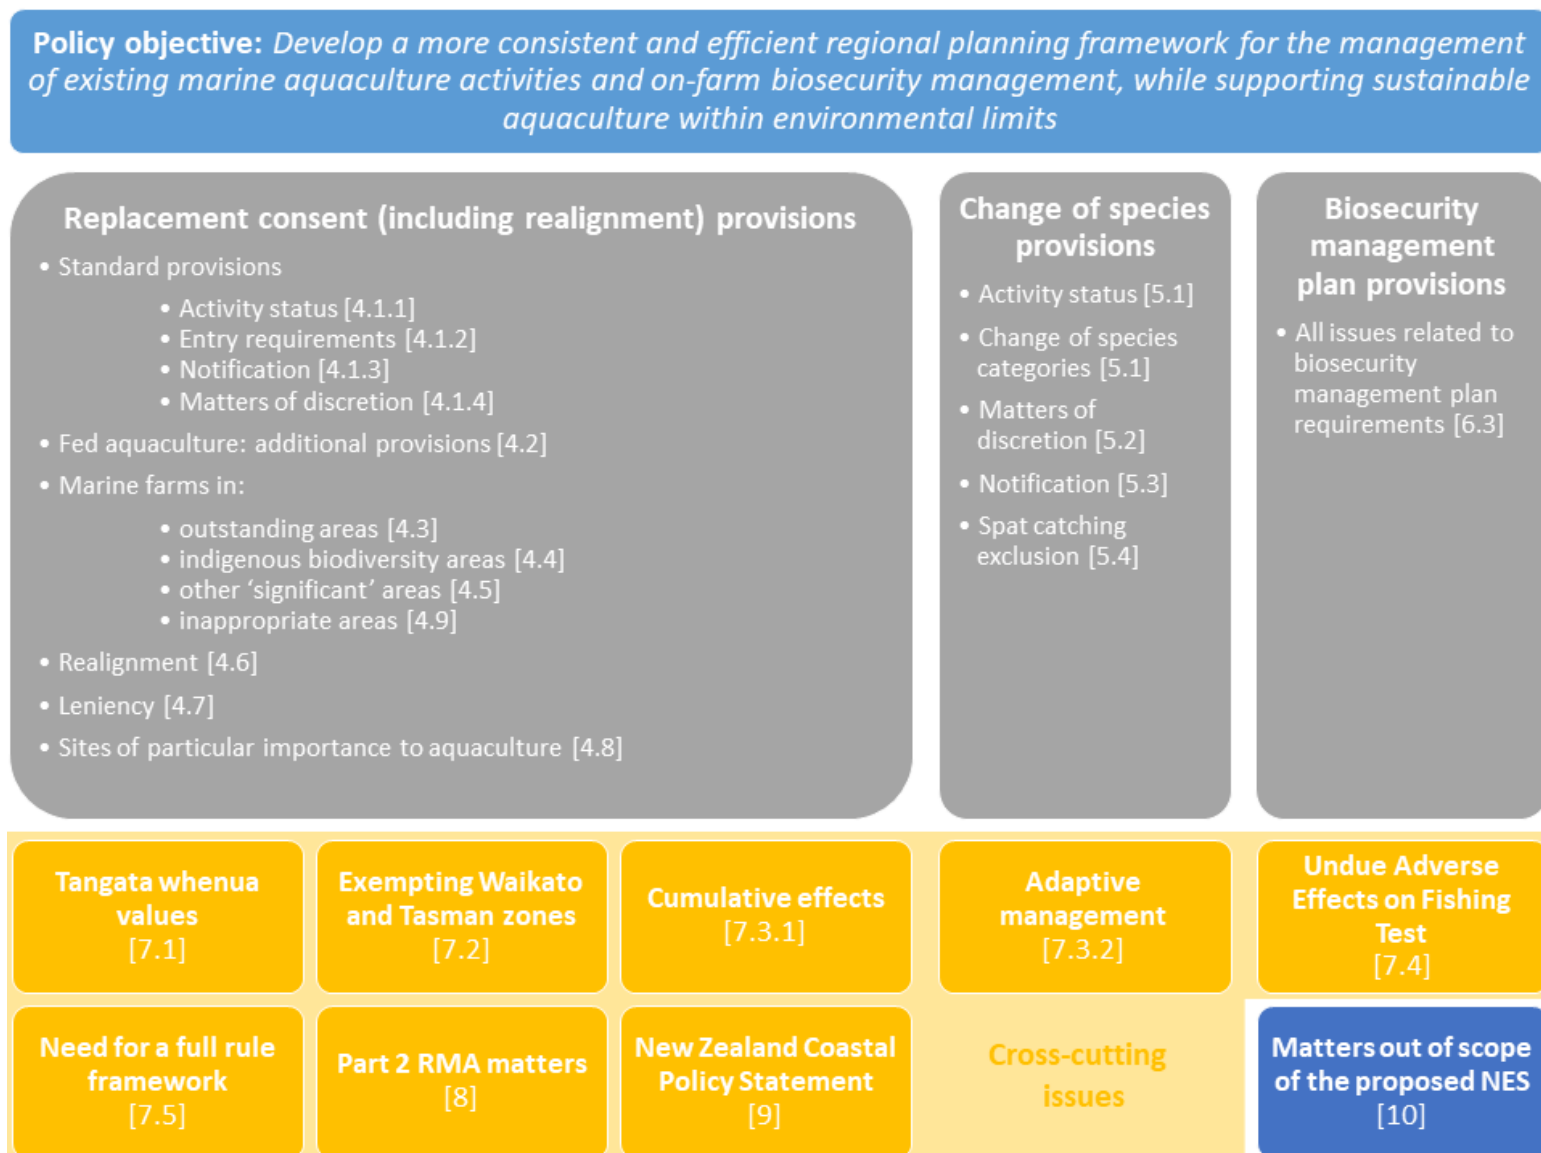 Policy objective: Develop a more consistent and efficient regional planning framework for the management
of existing marine aquaculture activities and on-farm biosecurity management, while supporting sustainable
aquaculture within environmental limits
Replacement consent (including realignment) provisions
• Standard provisions
• Activity status [4.1.1]
• Entry requirements [4.1.2]
• Notification [4.1.3]
• Matters of discretion [4.1.4]
• Fed aquaculture: additional provisions [4.2]
• Marine farms in:
• outstanding areas [4.3]
• indigenous biodiversity areas [4.4]
• other ‘significant’ areas [4.5]
• inappropriate areas [4.9]
• Realignment [4.6]
• Leniency [4.7]
• Sites of particular importance to aquaculture [4.8]
Change of species
provisions
• Activity status [5.1]
• Change of species
categories [5.1]
• Matters of
discretion [5.2]
• Notification [5.3]
• Spat catching
exclusion [5.4]
Biosecurity
management
plan provisions
• All issues related to
biosecurity
management plan
requirements [6.3]
Tangata whenua
values
[7.1]
Exempting Waikato
and Tasman zones
[7.2]
Cumulative effects
[7.3.1]
Adaptive
management
[7.3.2]
Undue Adverse
Effects on Fishing
Test
[7.4]
Need for a full rule
framework
[7.5]
Part 2 RMA matters
[8]
New Zealand Coastal
Policy Statement
[9]
Cross-cutting
issues
Matters out of scope
of the proposed NES
[10]